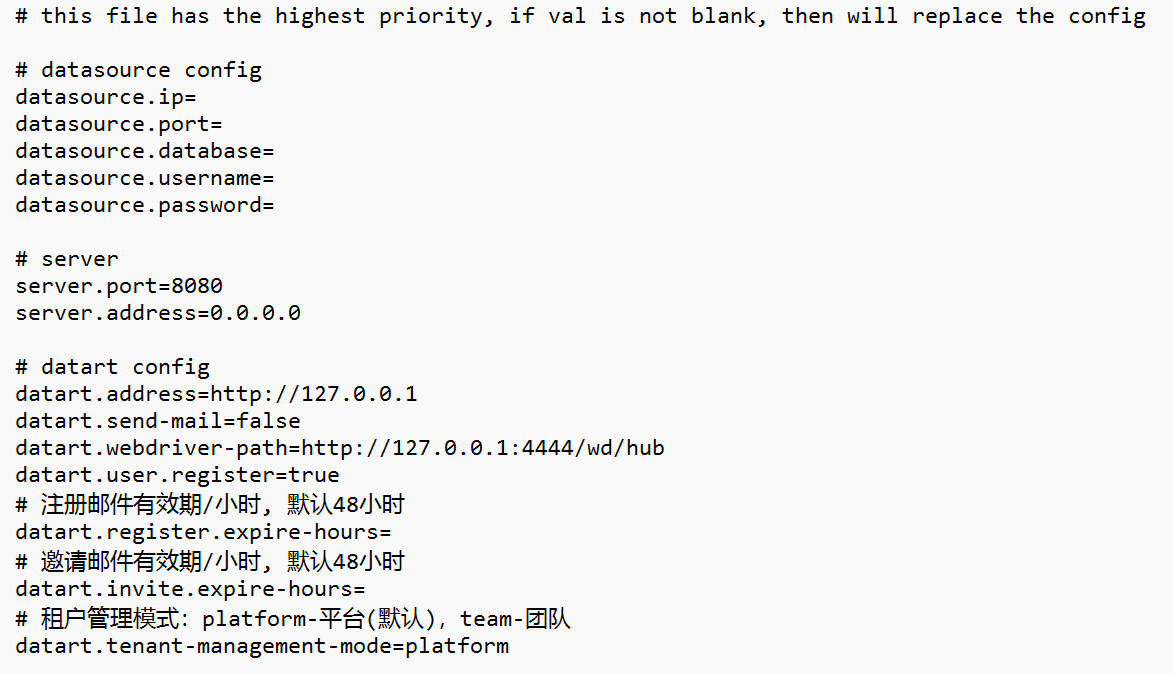 # this file has the highest priority, if val is not blank, then will replace the config
# datasource config
datasource.ip=
datasource.port=
datasource.database=
datasource.username=
datasource.password=
# server
server.port=8080
server.address=0.0.0.0
# datart config
datart.address=http://127.0.0.1
datart.send-mail=false
datart.webdriver-path=http://127.0.0.1:4444/wd/hub
datart.user.register=true
# 注册邮件有效期/小时, 默认48小时
datart.register.expire-hours=
# 邀请邮件有效期/小时, 默认48小时
datart.invite.expire-hours=
# 租户管理模式：platform-平台(默认)，team-团队
datart.tenant-management-mode=platform